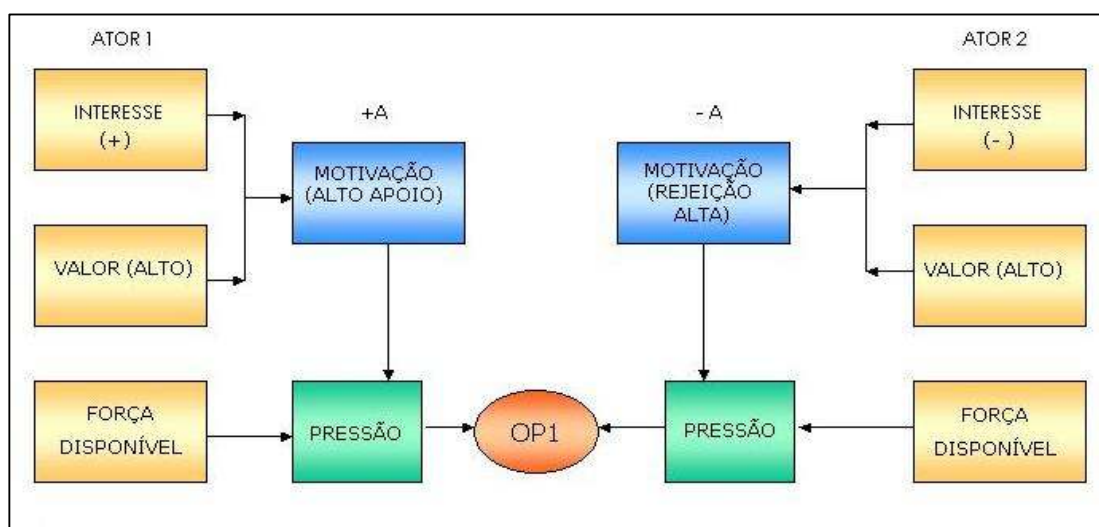 ATOR 1
ATOR 2
INTERESSE
(+)
+A
- A
INTERESSE
(- )
MOTIVAÇÃO
(ALTO APOIO)
MOTIVAÇÃO
(REJEIÇÃO
ALTA)
VALOR (ALTO)
VALOR (ALTO)
FORÇA
DISPONÍVEL
PRESSÃO
OP1
PRESSÃO
FORÇA
DISPONÍVEL